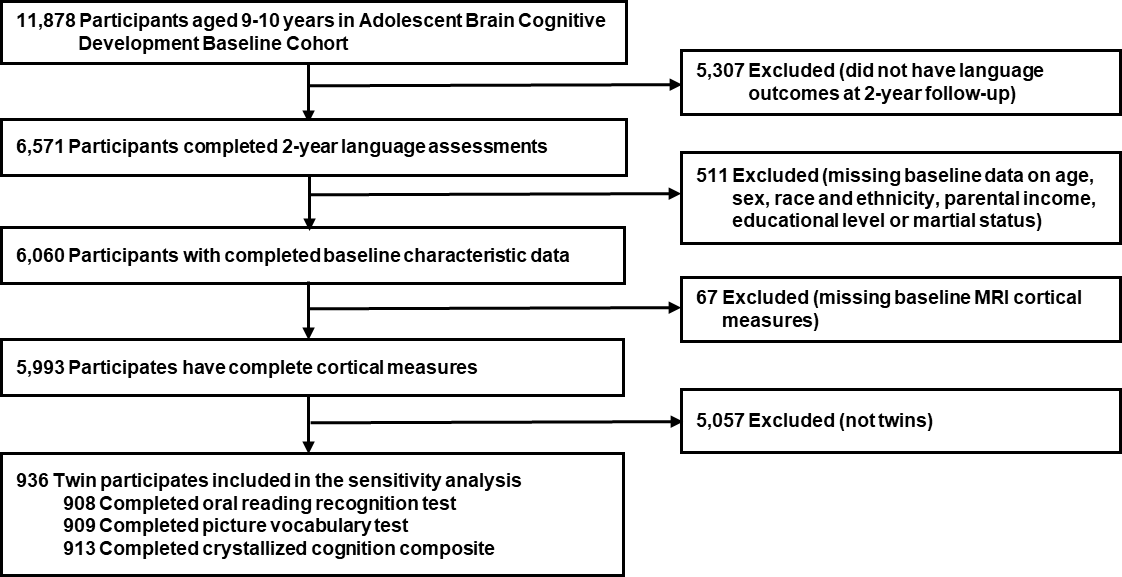 11,878 Participants aged 9-10 years in Adolescent Brain Cognitive
Development Baseline Cohort
5,307 Excluded (did not have language
outcomes at 2-year follow-up)
6,571 Participants completed 2-year language assessments
511 Excluded (missing baseline data on age,
sex, race and ethnicity, parental income,
educational level or martial status)
6,060 Participants with completed baseline characteristic data
67 Excluded (missing baseline MRI cortical
measures)
5,993 Participates have complete cortical measures
5,057 Excluded (not twins)
936 Twin participates included in the sensitivity analysis
908 Completed oral reading recognition test
909 Completed picture vocabulary test
913 Completed crystallized cognition composite